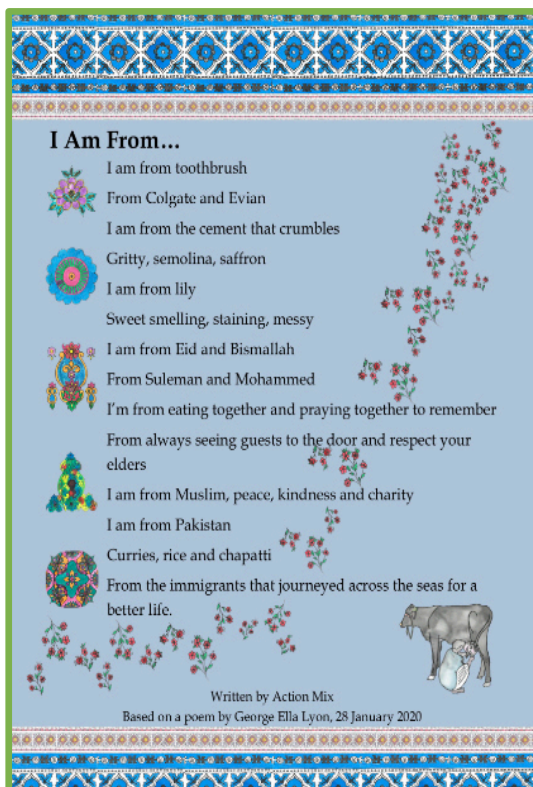 I Am From...
I am from toothbrush
From Colgate and Evian
I am from the cement that crumbles
Gritty, semolina, saffron
I am from lily
Sweet smelling, staining, messy
I am from Eid and Bismallah
From Suleman and Mohammed
I'm from eating together and praying together to remember
From always seeing guests to the door and respect your
elders
I am from Muslim, peace, kindness and charity
I am from Pakistan
Curries, rice and chapatti
From the immigrants that journeyed across the seas for a
better life.
Written by Action Mix
Based on a poem by George Ella Lyon, 28 January 2020